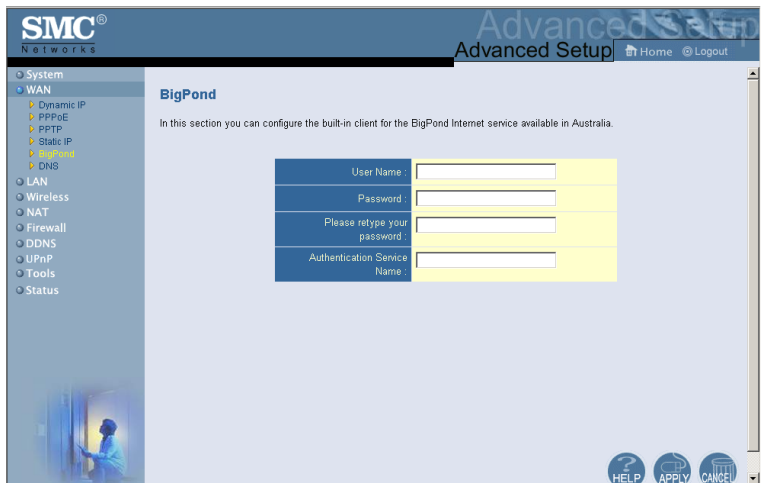 SMC®
Networks
Advanced Setup
Advanced Setup
Home
Logout
System
WAN
Dynamic IP
PPPoE
PPTP
Static IP
BigPond
DNS
LAN
Wireless
NAT
Firewall
DDNS
UPnP
Tools
Status
BigPond
In this section you can configure the built-in client for the BigPond Internet service available in Australia.
User Name :
Password :
Please retype your
password :
Authentication Service
Name :
HELP
APPLY
CANCEL